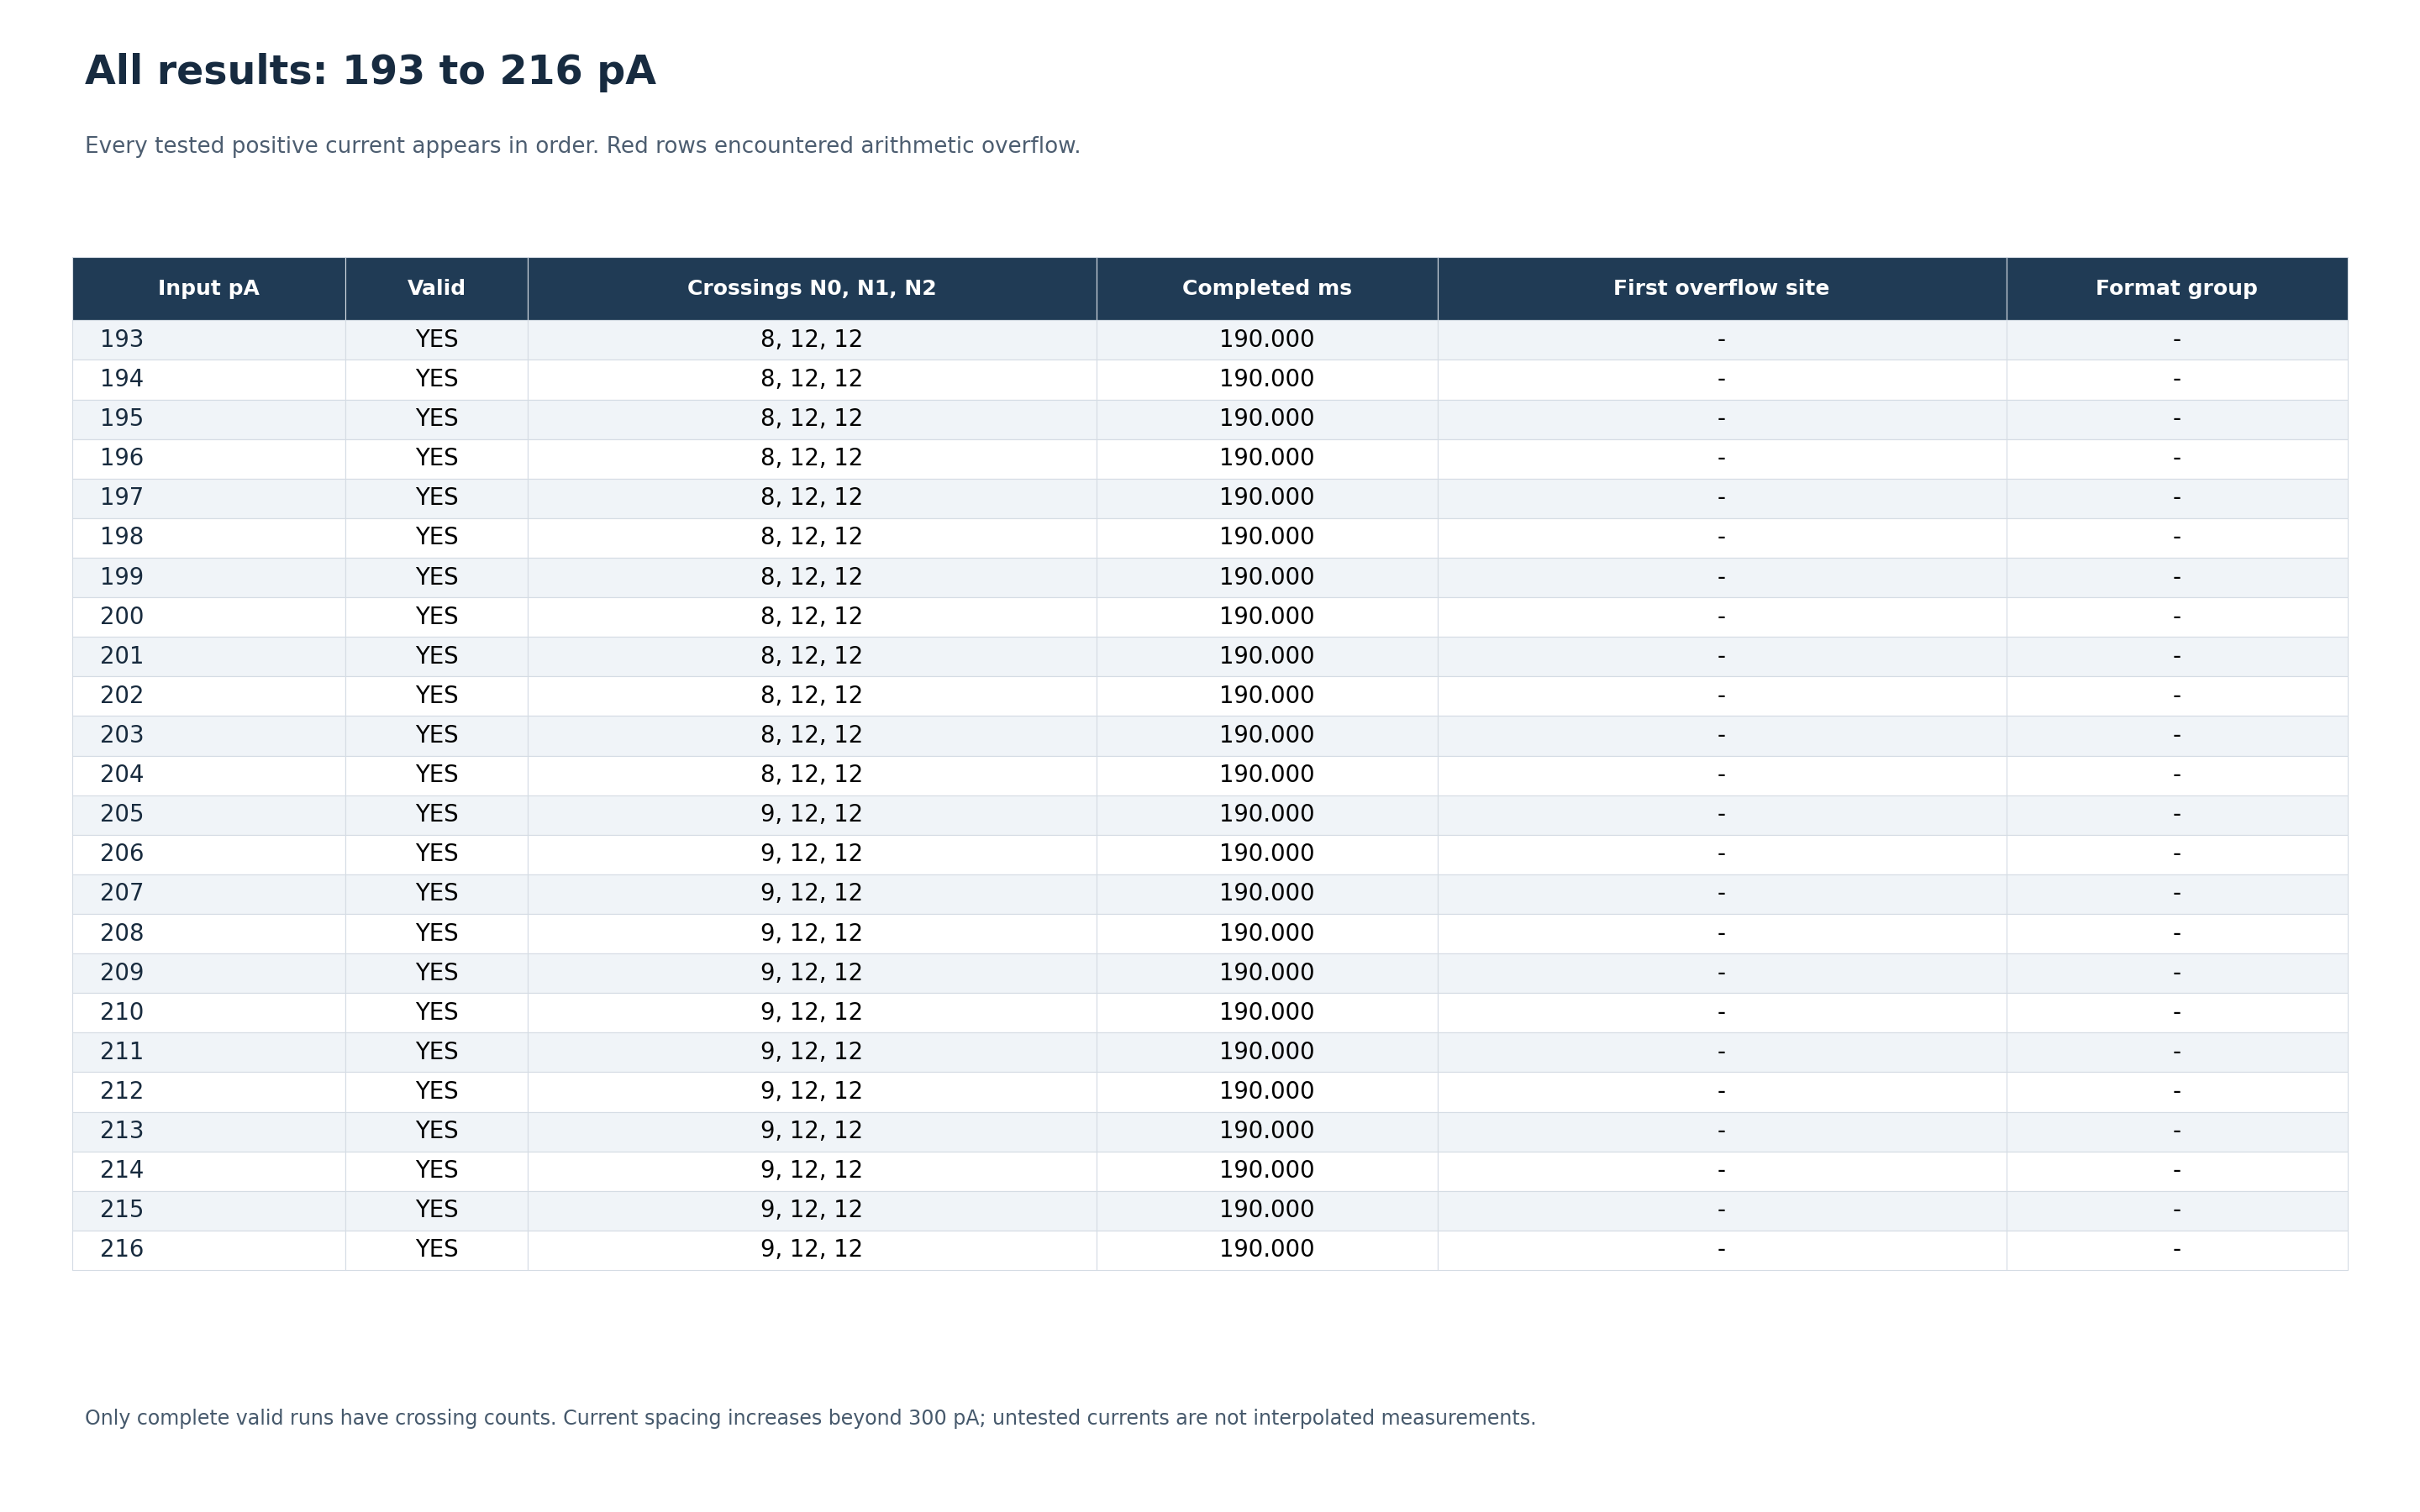 All results: 193 to 216 pA
Every tested positive current appears in order. Red rows encountered arithmetic overflow.
Input pA Valid Crossings N0, N1, N2 Completed ms First overflow site Format group
193 YES 8, 12, 12 190.000 - -
194 YES 8, 12, 12 190.000 - -
195 YES 8, 12, 12 190.000 - -
196 YES 8, 12, 12 190.000 - -
197 YES 8, 12, 12 190.000 - -
198 YES 8, 12, 12 190.000 - -
199 YES 8, 12, 12 190.000 - -
200 YES 8, 12, 12 190.000 - -
201 YES 8, 12, 12 190.000 - -
202 YES 8, 12, 12 190.000 - -
203 YES 8, 12, 12 190.000 - -
204 YES 8, 12, 12 190.000 - -
205 YES 9, 12, 12 190.000 - -
206 YES 9, 12, 12 190.000 - -
207 YES 9, 12, 12 190.000 - -
208 YES 9, 12, 12 190.000 - -
209 YES 9, 12, 12 190.000 - -
210 YES 9, 12, 12 190.000 - -
211 YES 9, 12, 12 190.000 - -
212 YES 9, 12, 12 190.000 - -
213 YES 9, 12, 12 190.000 - -
214 YES 9, 12, 12 190.000 - -
215 YES 9, 12, 12 190.000 - -
216 YES 9, 12, 12 190.000 - -
Only complete valid runs have crossing counts. Current spacing increases beyond 300 pA; untested currents are not interpolated measurements.